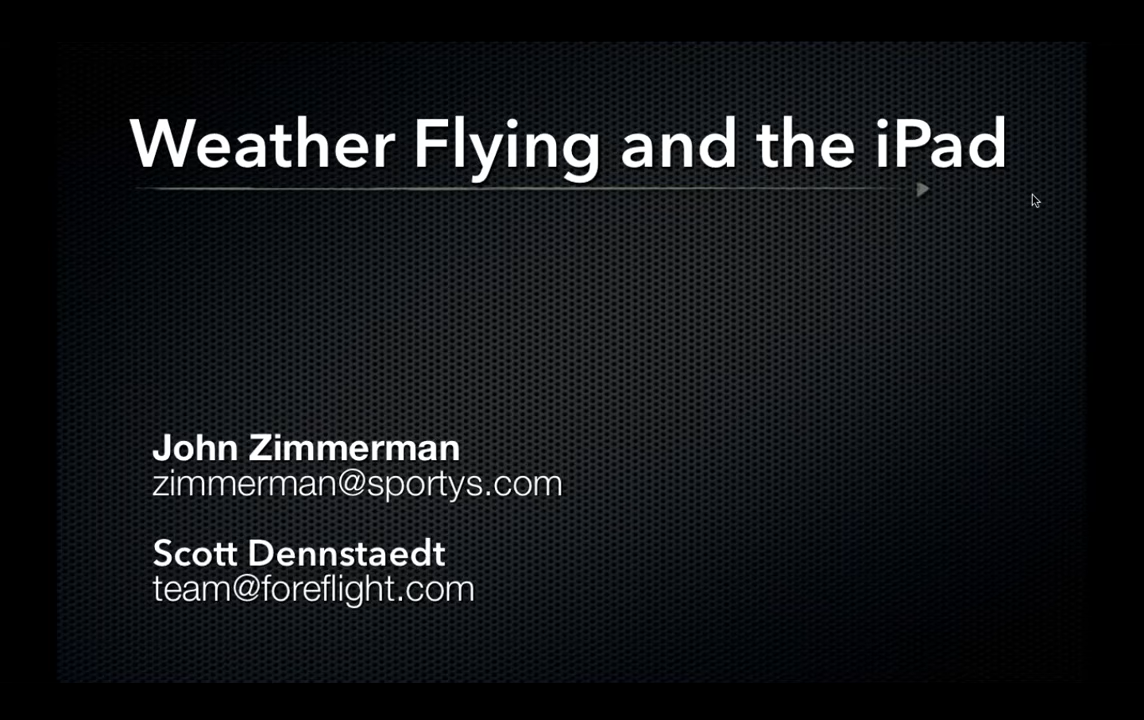 Weather Flying and the iPad
John Zimmerman
zimmerman@sportys.com
Scott Dennstaedt
team@foreflight.com